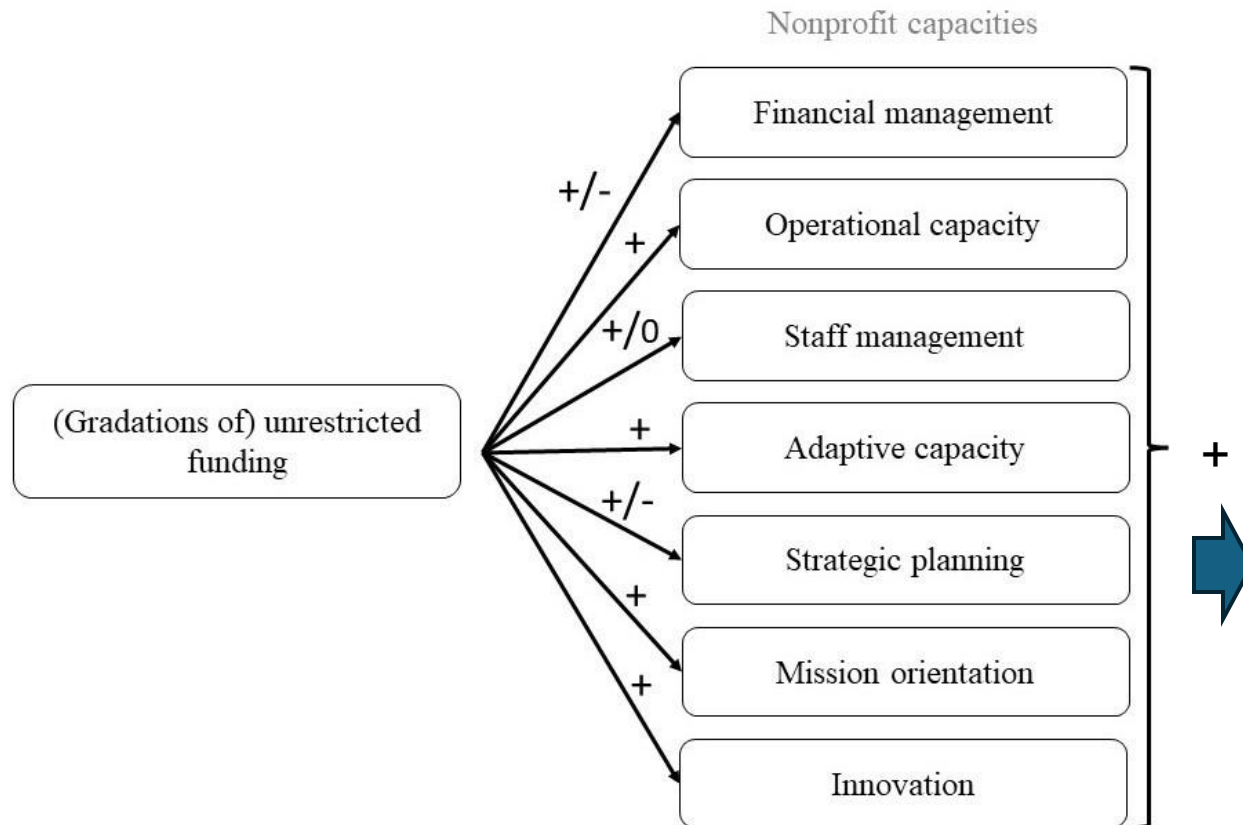 Nonprofit capacities
Financial management
+/-
Operational capacity
+
+/0
Staff management
(Gradations of) unrestricted
funding
+
Adaptive capacity
+
+/-
Strategic planning
+
Mission orientation
+
Innovation